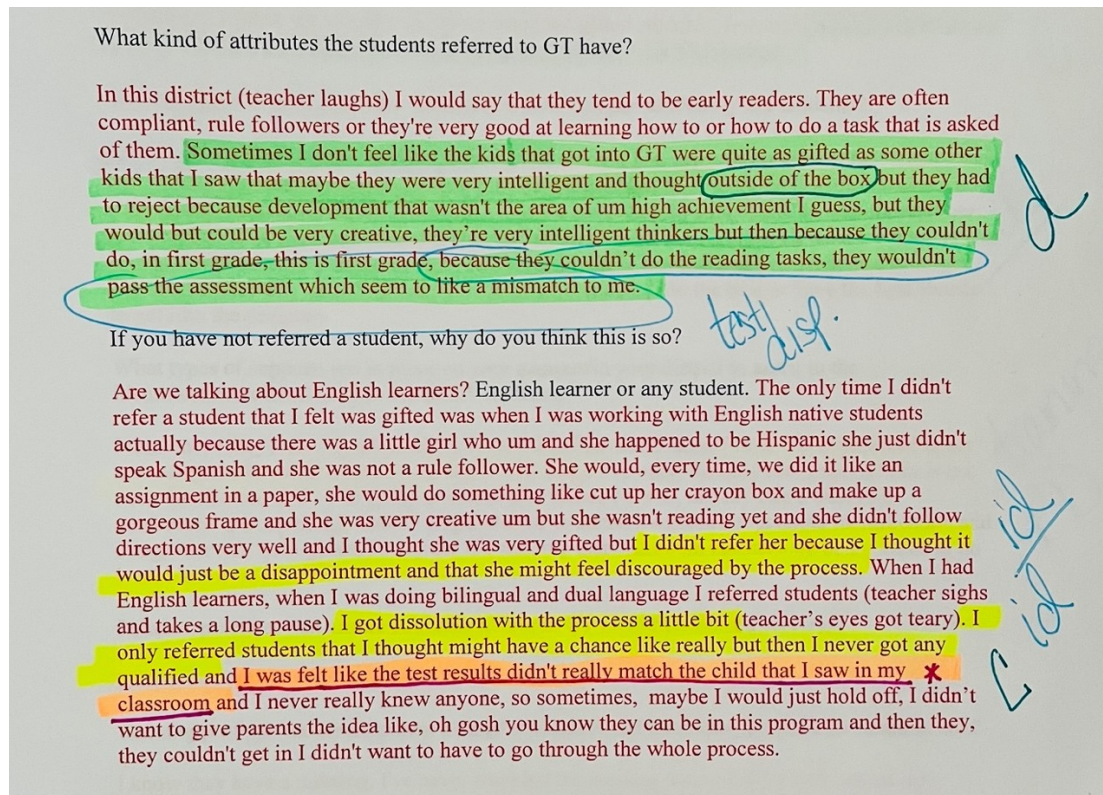 What kind of attributes the students referred to GT have?
In this district (teacher laughs) I would say that they tend to be early readers. They are often
compliant, rule followers or they're very good at learning how to or how to do a task that is asked
of them. Sometimes I don't feel like the kids that got into GT were quite as gifted as some other
kids that I saw that maybe they were very intelligent and thought outside of the box but they had
to reject because development that wasn't the area of um high achievement I guess, but they
would but could be very creative, they're very intelligent thinkers but then because they couldn't
do, in first grade, this is first grade, because they couldn't do the reading tasks, they wouldn't
pass the assessment which seem to like a mismatch to me.
d
test/disp.
If you have not referred a student, why do you think this is so?
Are we talking about English learners? English learner or any student. The only time I didn't
refer a student that I felt was gifted was when I was working with English native students
actually because there was a little girl who um and she happened to be Hispanic she just didn't
speak Spanish and she was not a rule follower. She would, every time, we did it like an
assignment in a paper, she would do something like cut up her crayon box and make up a
gorgeous frame and she was very creative um but she wasn't reading yet and she didn't follow
directions very well and I thought she was very gifted but I didn't refer her because I thought it
would just be a disappointment and that she might feel discouraged by the process. When I had
English learners, when I was doing bilingual and dual language I referred students (teacher sighs
and takes a long pause). I got dissolution with the process a little bit (teacher's eyes got teary). I
only referred students that I thought might have a chance like really but then I never got any
qualified and I was felt like the test results didn't really match the child that I saw in my
classroom and I never really knew anyone, so sometimes, maybe I would just hold off, I didn't
want to give parents the idea like, oh gosh you know they can be in this program and then they,
they couldn't get in I didn't want to have to go through the whole process.
id
id